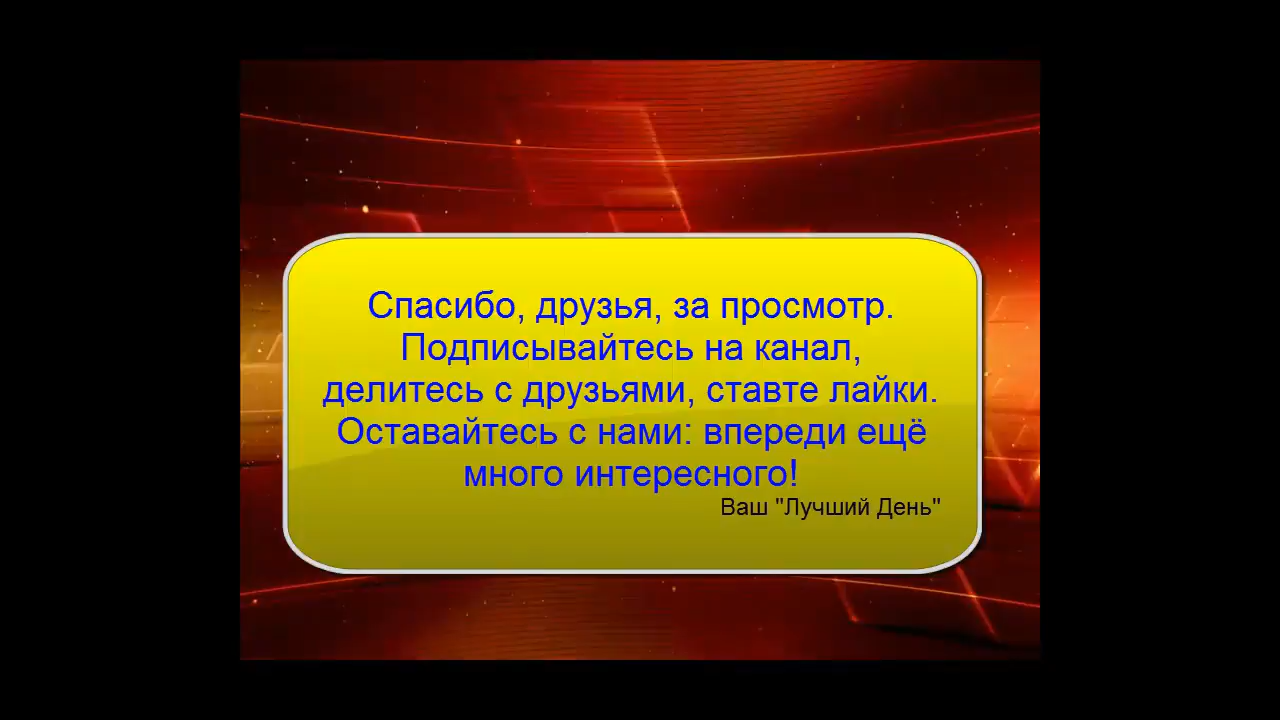 Спасибо, друзья, за просмотр.
Подписывайтесь на канал,
делитесь с друзьями, ставте лайки.
Оставайтесь с нами: впереди ещё
много интересного!
Ваш "Лучший День"